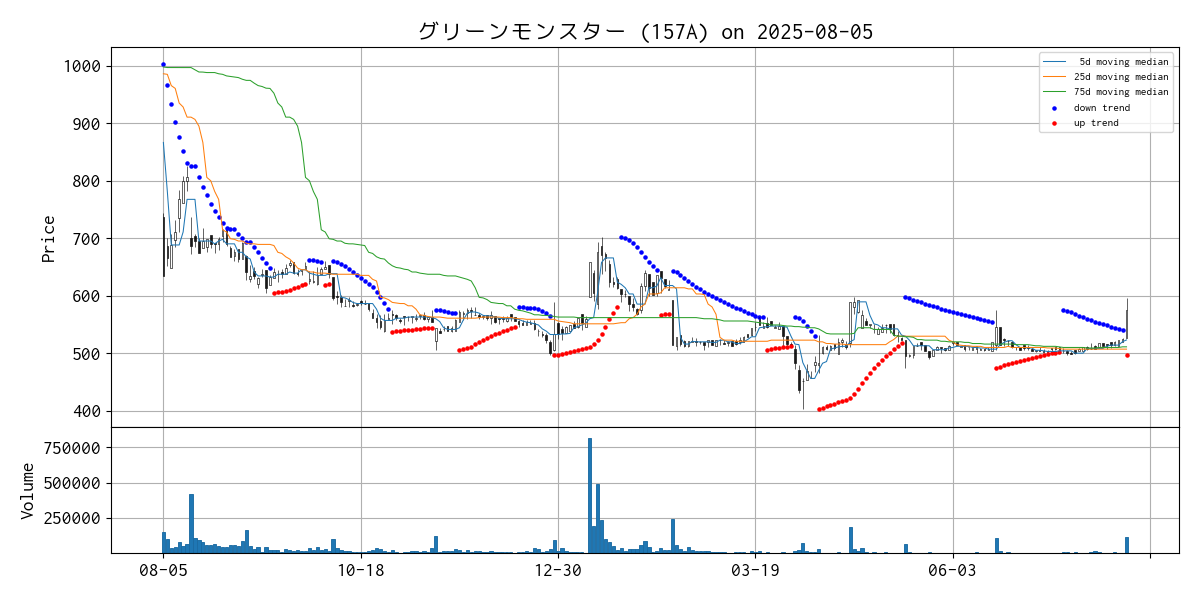 グリーンモンスター (157A) on 2025-08-05
5d moving median
25d moving median
75d moving median
down trend
up trend
Price
1000
900
800
700
600
500
400
Volume
750000
500000
250000
08-05
10-18
12-30
03-19
06-03